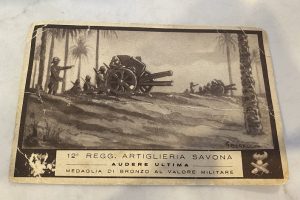 12° REGG. ARTIGLIERIA SAVONA
AUDERE ULTIMA
MEDAGLIA DI BRONZO AL VALORE MILITARE